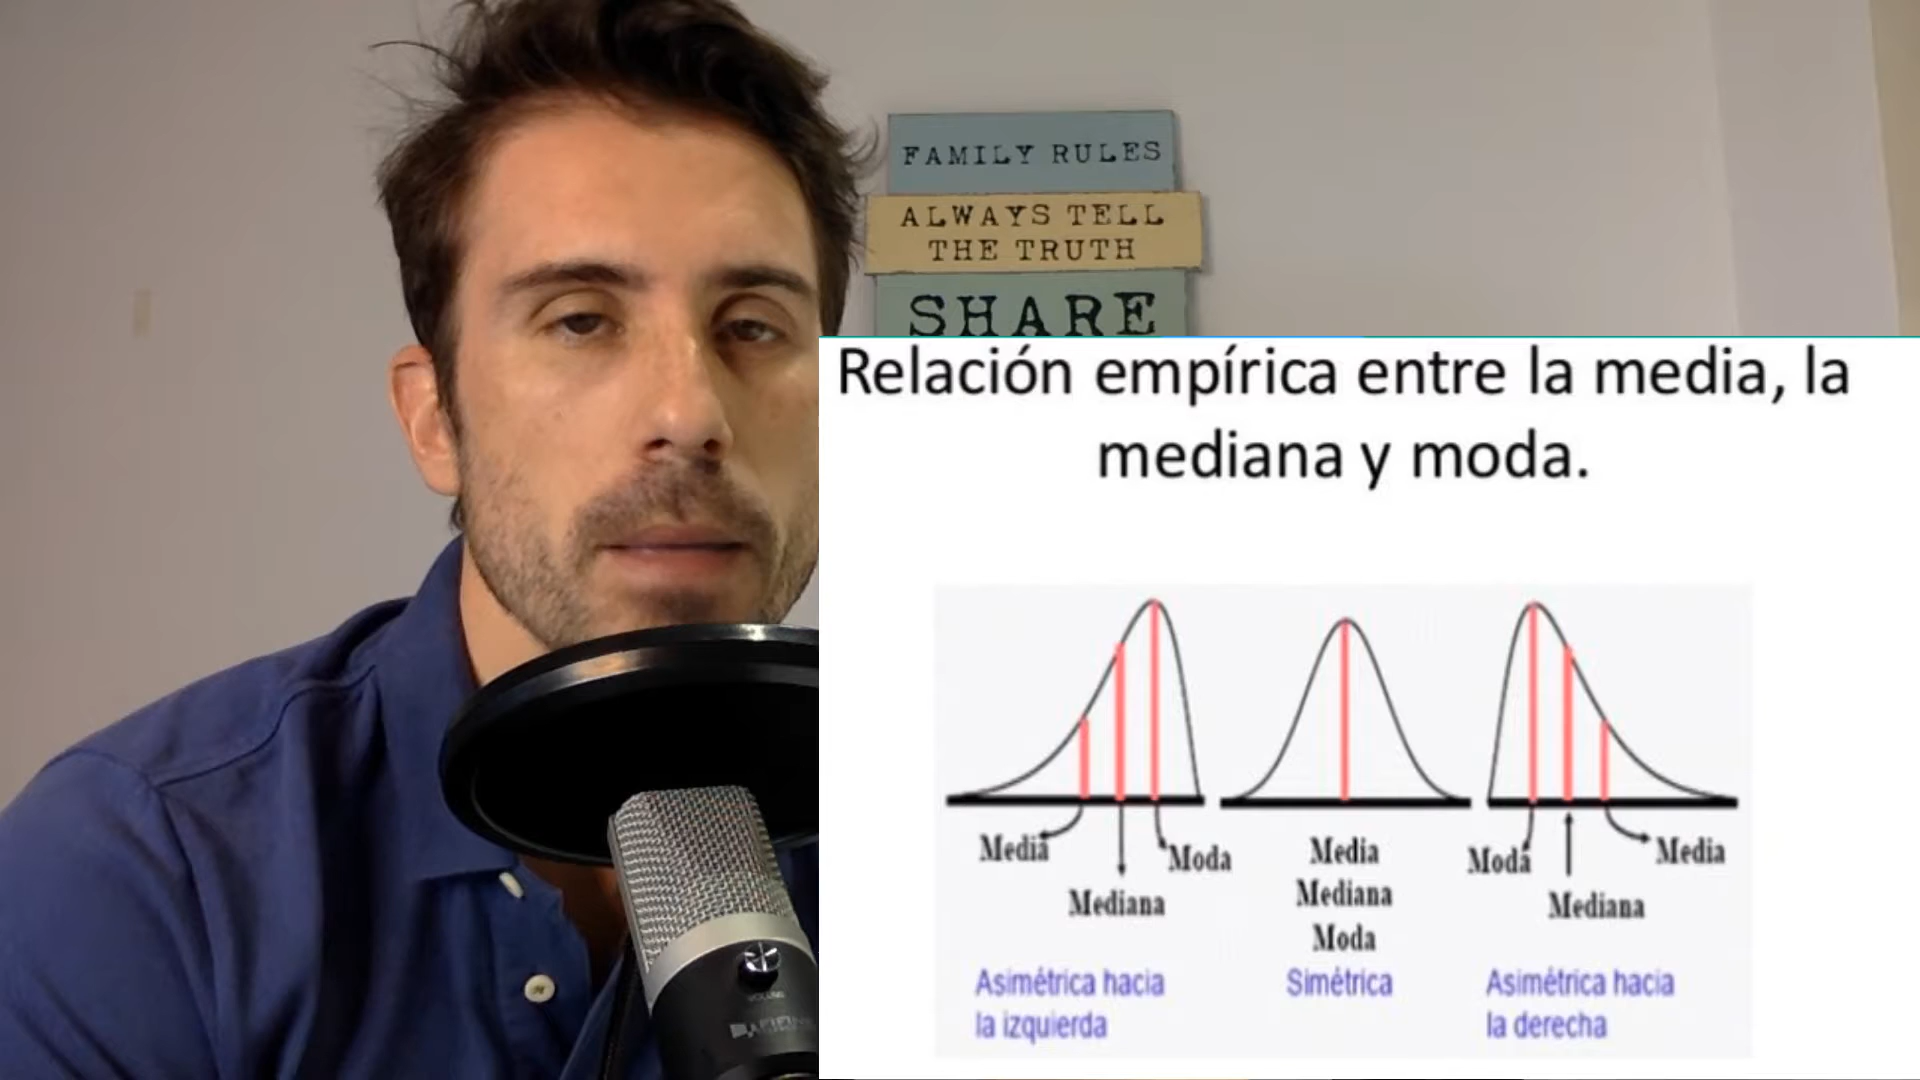 FAMILY RULES
ALWAYS TELL
THE TRUTH
SHARE
Relación empírica entre la media, la
mediana y moda.
Media
Mediana
Moda
Media
Mediana
Moda
Moda
Mediana
Media
Asimétrica hacia
la izquierda
Simétrica
Asimétrica hacia
la derecha
VOLUME